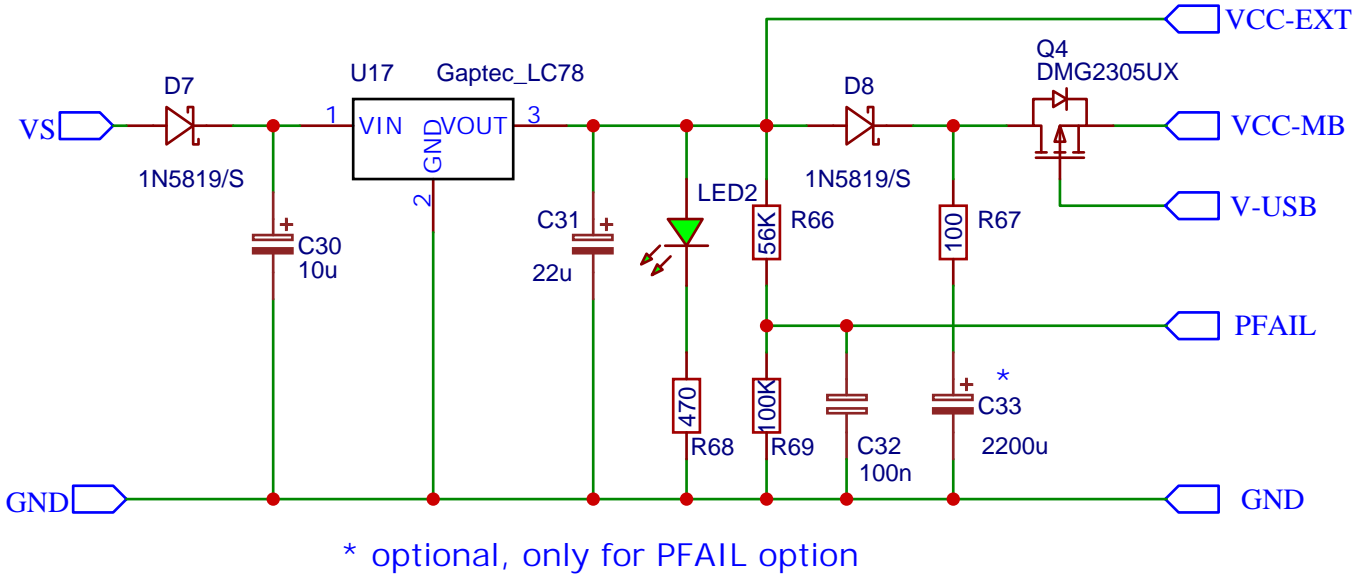 VCC-EXT
Q4
DMG2305UX
U17
Gaptec_LC78
D7
D8
VS
1
VIN
GND
VOUT
3
VCC-MB
1N5819/S
2
1N5819/S
LED2
V-USB
C31
22u
56K
R66
100
R67
C30
10u
PFAIL
*
470
R68
100K
R69
C32
100n
C33
2200u
GND
GND
* optional, only for PFAIL option